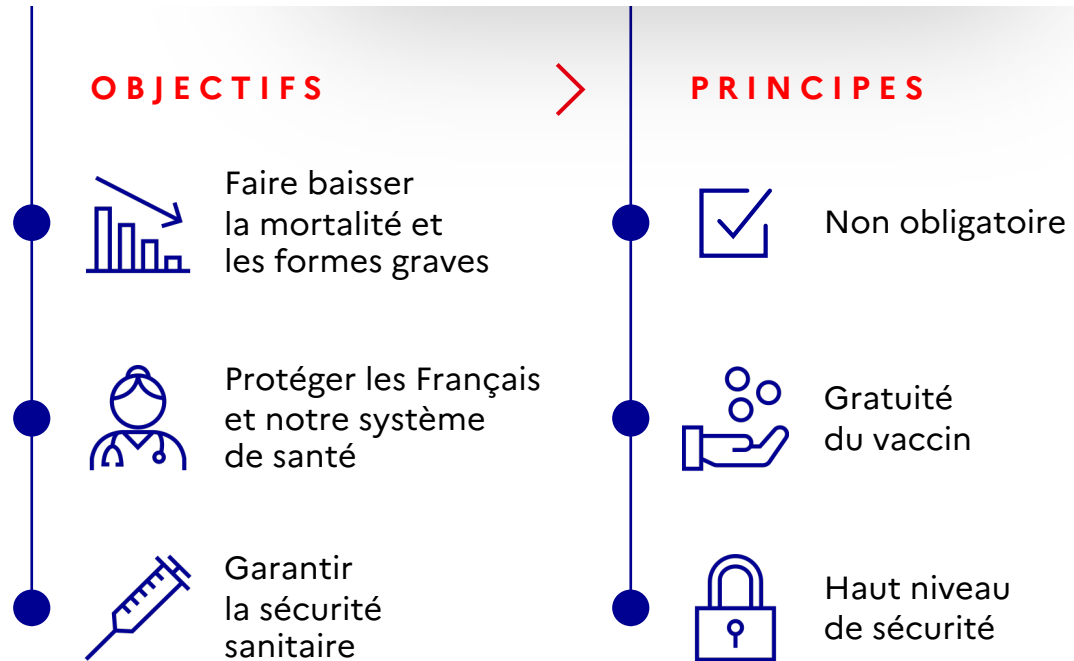 OBJECTIFS
Faire baisser
la mortalité et
les formes graves
Protéger les Français
et notre système
de santé
Garantir
la sécurité
sanitaire
PRINCIPES
Non obligatoire
Gratuité
du vaccin
Haut niveau
de sécurité